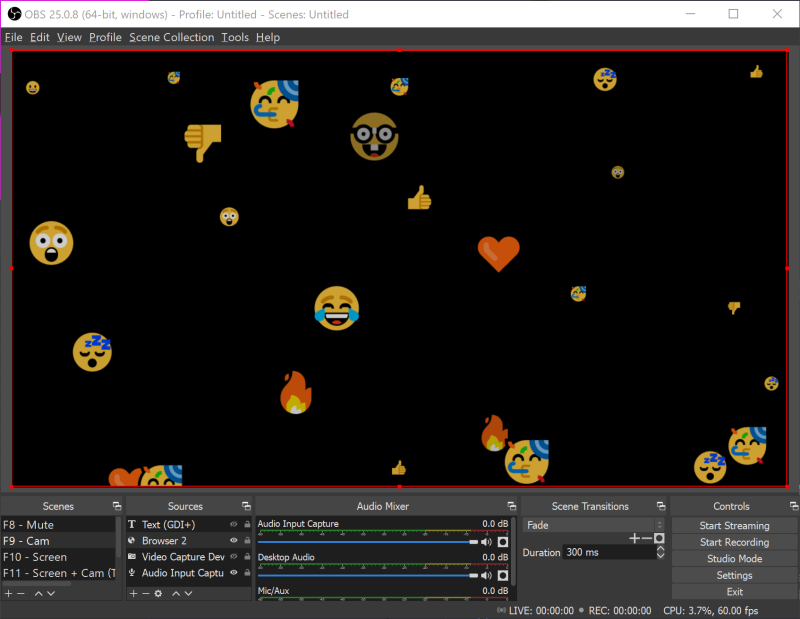 OBS 25.0.8 (64-bit, windows) - Profile: Untitled - Scenes: Untitled
File Edit View Profile Scene Collection Tools Help
Scenes
F8 - Mute
F9 - Cam
F10 - Screen
F11 - Screen + Cam (T
Sources
Text (GDI+)
Browser 2
Video Capture Dev
Audio Input Captu
Audio Mixer
Audio Input Capture 0.0 dB
Desktop Audio 0.0 dB
Mic/Aux 0.0 dB
Scene Transitions
Fade
Duration 300 ms
Controls
Start Streaming
Start Recording
Studio Mode
Settings
Exit
LIVE: 00:00:00 REC: 00:00:00 CPU: 3.7%, 60.00 fps